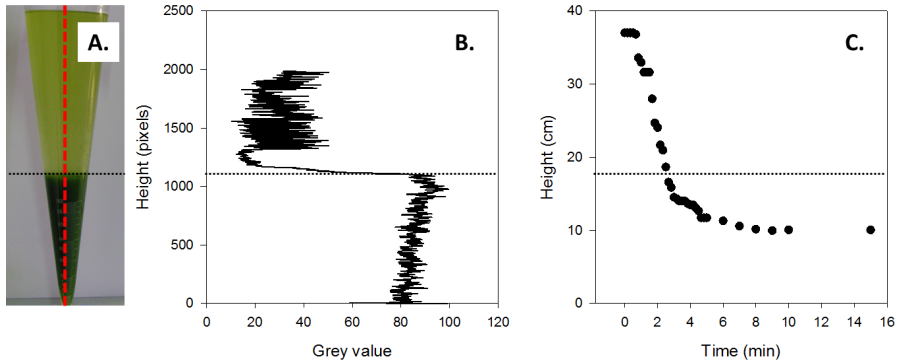 A.
B.
C.
Height (pixels)
2500
2000
1500
1000
500
0
0 20 40 60 80 100 120
Grey value
Height (cm)
40
30
20
10
0
0 2 4 6 8 10 12 14 16
Time (min)